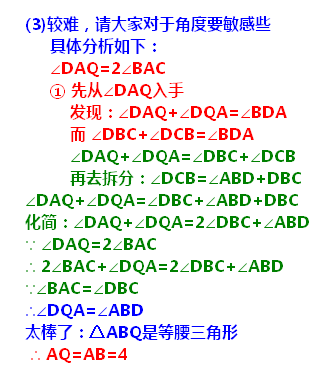 (3)较难，请大家对于角度要敏感些
具体分析如下：
∠DAQ=2∠BAC
① 先从∠DAQ入手
发现：∠DAQ+∠DQA=∠BDA
而 ∠DBC+∠DCB=∠BDA
∠DAQ+∠DQA=∠DBC+∠DCB
再去拆分：∠DCB=∠ABD+DBC
∠DAQ+∠DQA=∠DBC+∠ABD+DBC
化简：∠DAQ+∠DQA=2∠DBC+∠ABD
∵ ∠DAQ=2∠BAC
∴ 2∠BAC+∠DQA=2∠DBC+∠ABD
∵∠BAC=∠DBC
∴∠DQA=∠ABD
太棒了：△ABQ是等腰三角形
∴ AQ=AB=4